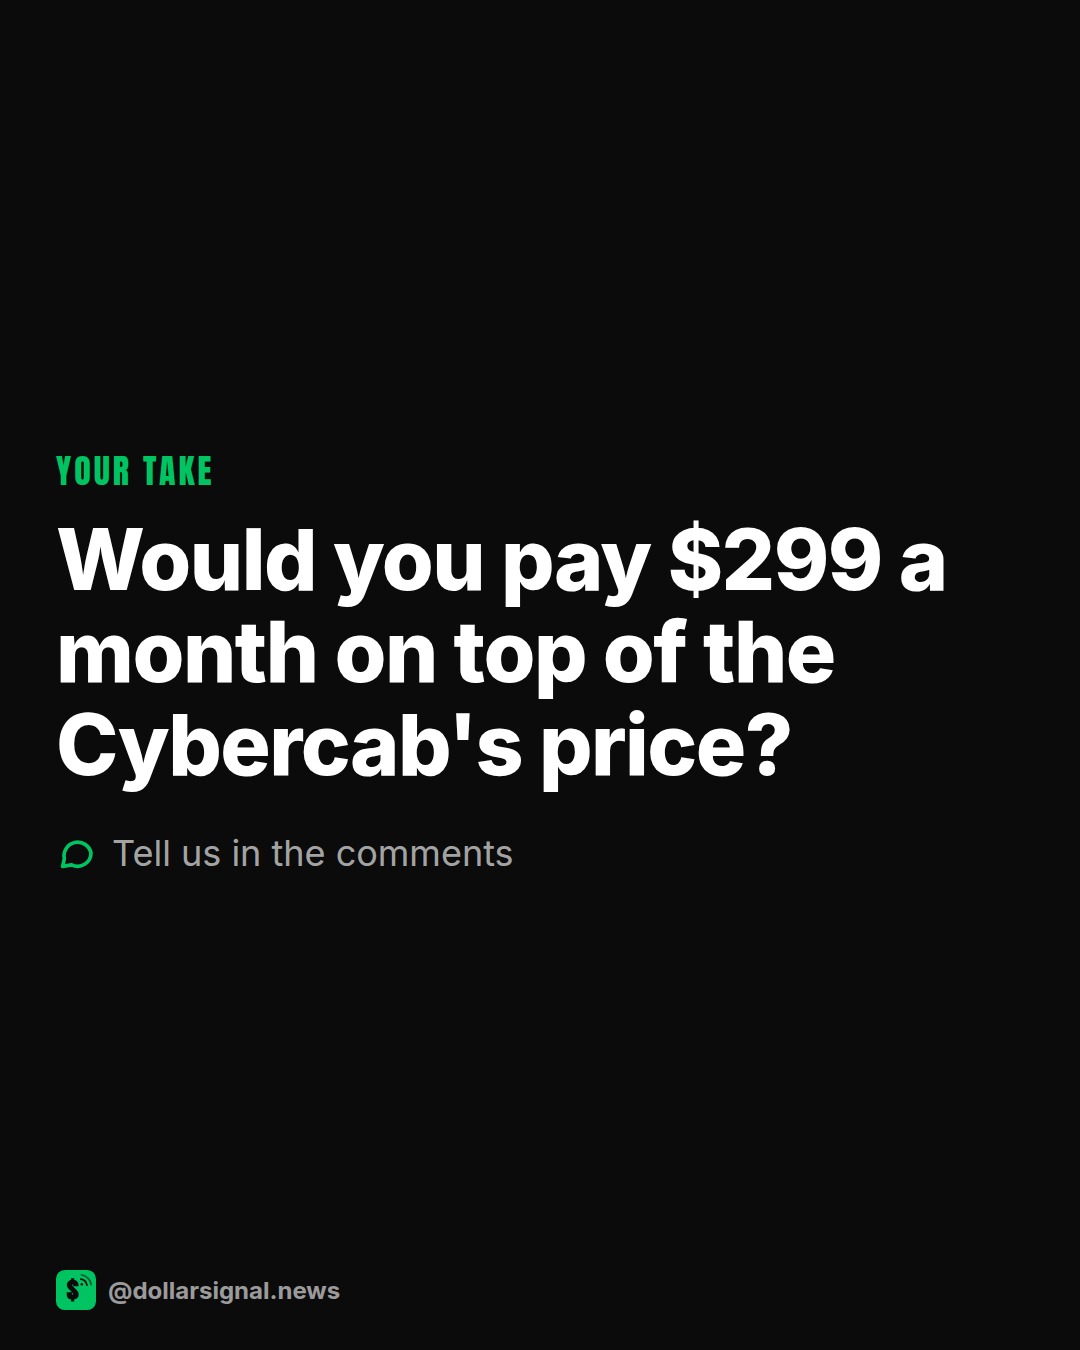 YOUR TAKE
Would you pay $299 a
month on top of the
Cybercab's price?
Tell us in the comments
$ @dollarsignal.news